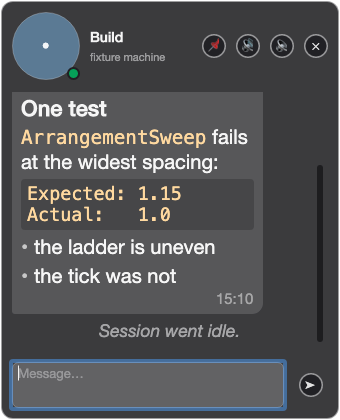 Build
fixture machine
One test
ArrangementSweep fails
at the widest spacing:
Expected: 1.15
Actual:   1.0
• the ladder is uneven
• the tick was not
15:10
Session went idle.
Message…